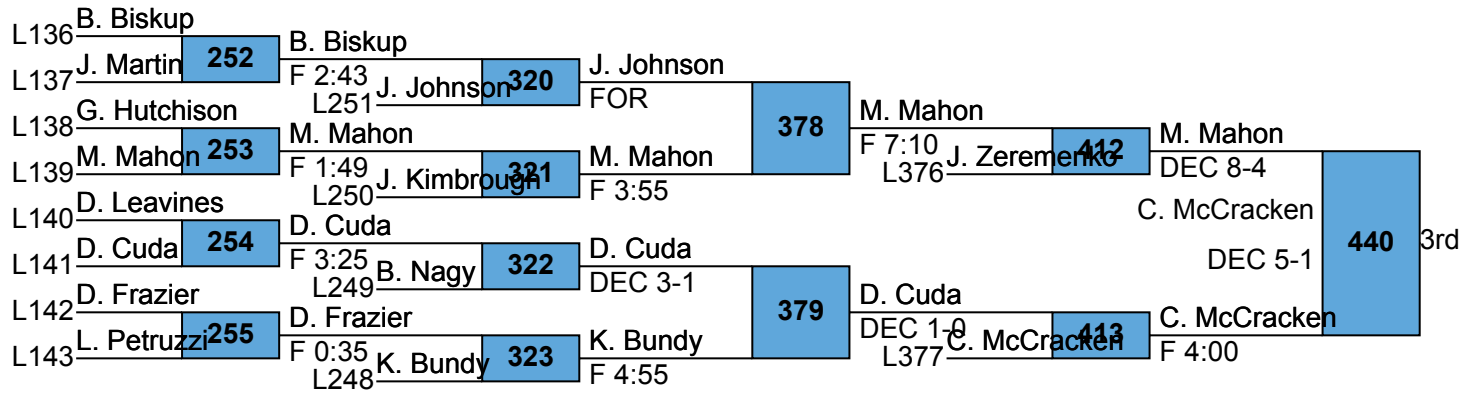 L136
B. Biskup
252
L137
J. Martin
B. Biskup
F 2:43
L251
J. Johnson
320
J. Johnson
FOR
L138
G. Hutchison
253
L139
M. Mahon
M. Mahon
F 1:49
L250
J. Kimbrough
321
M. Mahon
F 3:55
378
M. Mahon
F 7:10
L376
J. Zeremenko
412
M. Mahon
DEC 8-4
L140
D. Leavines
254
L141
D. Cuda
D. Cuda
F 3:25
L249
B. Nagy
322
D. Cuda
DEC 3-1
L142
D. Frazier
255
L143
L. Petruzzi
D. Frazier
F 0:35
L248
K. Bundy
323
K. Bundy
F 4:55
379
D. Cuda
DEC 1-0
L377
C. McCracken
413
C. McCracken
F 4:00
C. McCracken
DEC 5-1
440
3rd